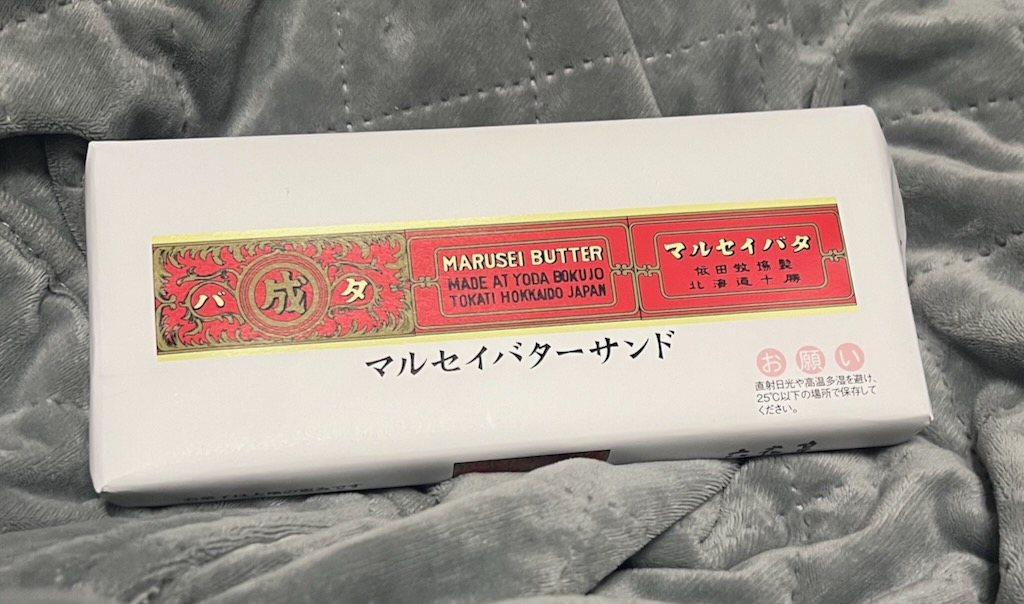 バ成タ
MARUSEI BUTTER
MADE AT YODA BOKUJO
TOKATI HOKKAIDO JAPAN
マルセイバタ
依田牧場製
北海道十勝
マルセイバターサンド
お願い
直射日光や高温多湿を避け、
25℃以下の場所で保存して
ください。